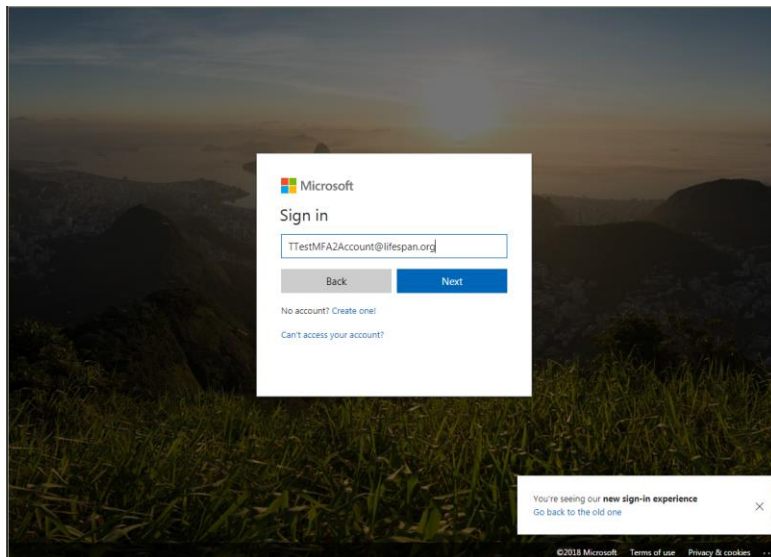 Microsoft
Sign in
TTestMFA2Account@lifespan.org
Back
Next
No account? Create one!
Can't access your account?
You're seeing our new sign-in experience
Go back to the old one
©2018 Microsoft Terms of use Privacy & cookies